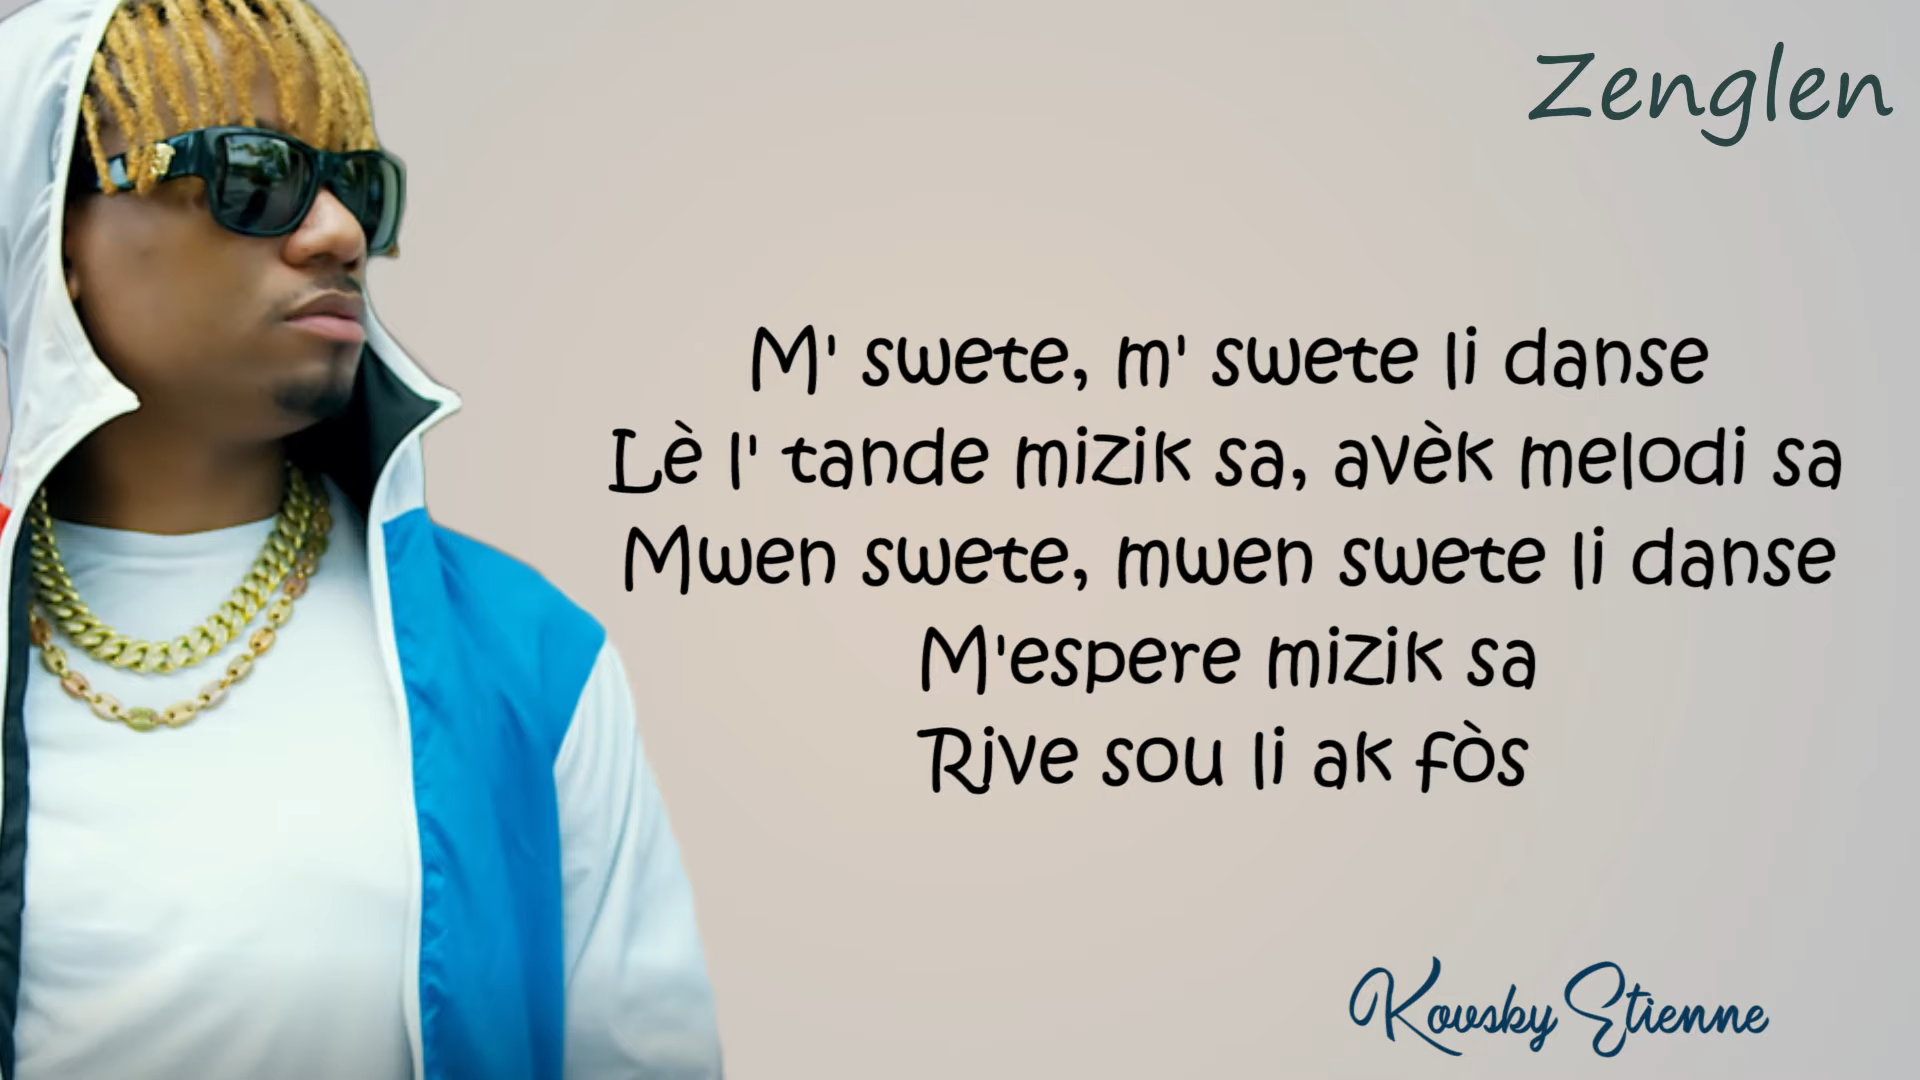 Zenglen
M' swete, m' swete li danse
Lè l' tande mizik sa, avèk melodi sa
Mwen swete, mwen swete li danse
M'espere mizik sa
Rive sou li ak fòs
Kovsby Etienne